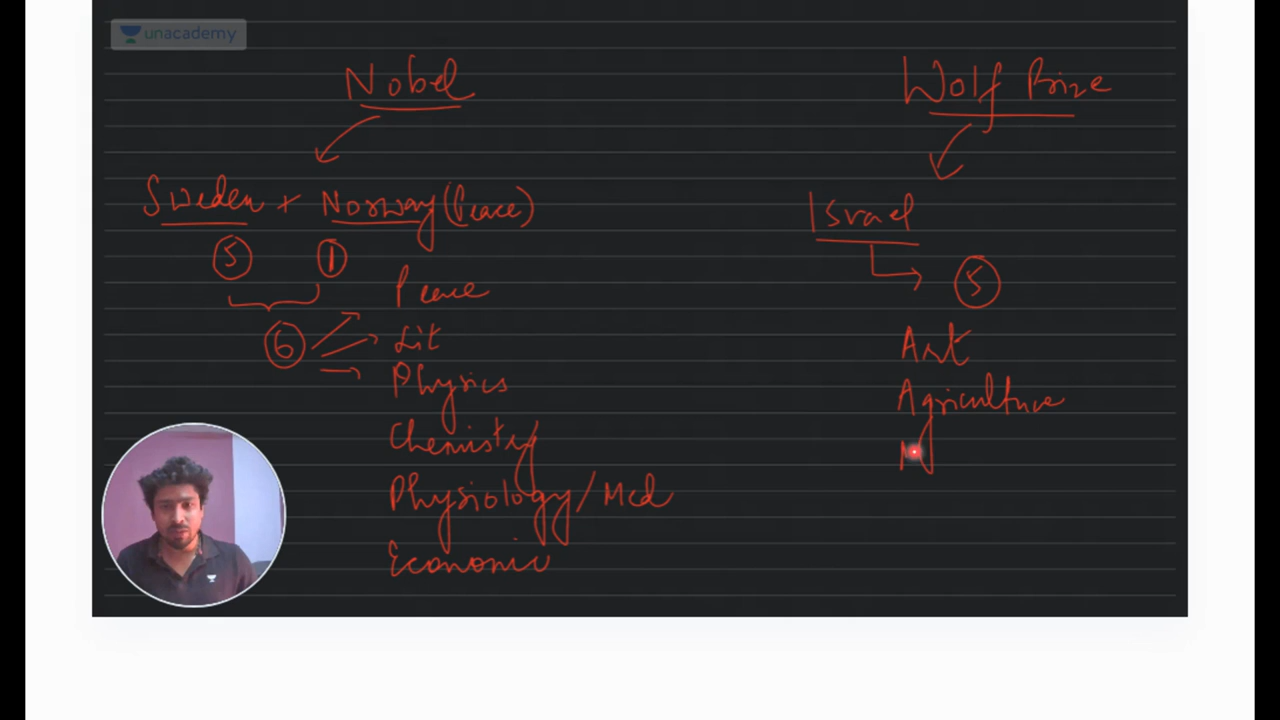 unacademy
Nobel
Sweden + Norway (Peace)
5 1
6
Peace
Lit
Physics
Chemistry
Physiology/Med
Economic
Wolf Prize
Israel
5
Art
Agriculture